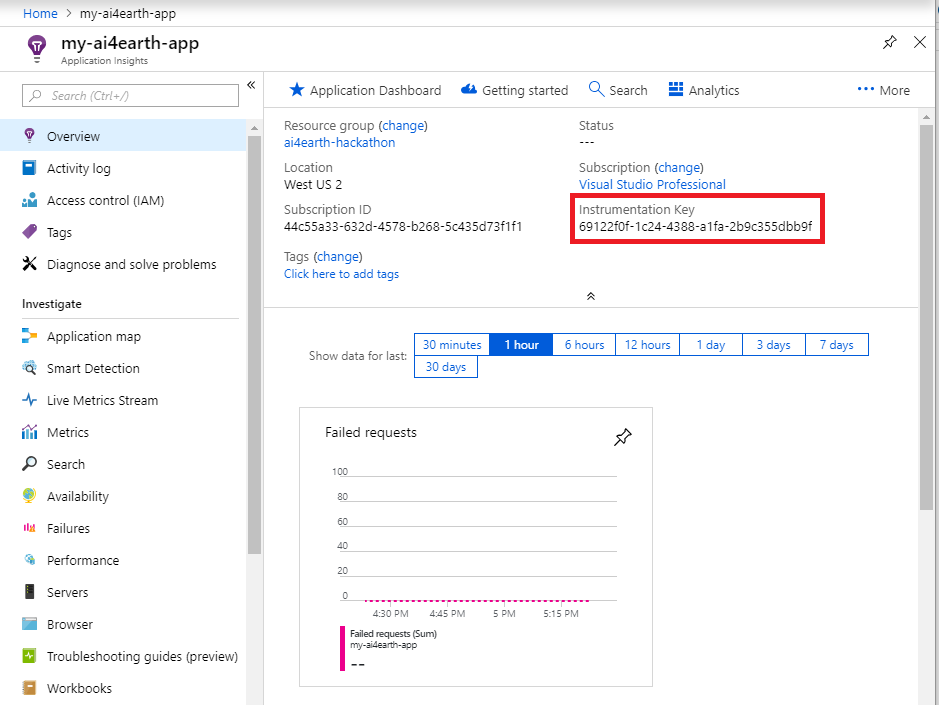 Home > my-ai4earth-app
my-ai4earth-app
Application Insights
Search (Ctrl+/)
«
Overview
Activity log
Access control (IAM)
Tags
Diagnose and solve problems
Investigate
Application map
Smart Detection
Live Metrics Stream
Metrics
Search
Availability
Failures
Performance
Servers
Browser
Troubleshooting guides (preview)
Workbooks
Application Dashboard
Getting started
Search
Analytics
More
Resource group (change)
ai4earth-hackathon
Location
West US 2
Subscription ID
44c55a33-632d-4578-b268-5c435d73f1f1
Tags (change)
Click here to add tags
Status
---
Subscription (change)
Visual Studio Professional
Instrumentation Key
69122f0f-1c24-4388-a1fa-2b9c355dbb9f
Show data for last:
30 minutes
1 hour
6 hours
12 hours
1 day
3 days
7 days
30 days
Failed requests
100
80
60
40
20
0
4:30 PM
4:45 PM
5 PM
5:15 PM
Failed requests (Sum)
my-ai4earth-app
--